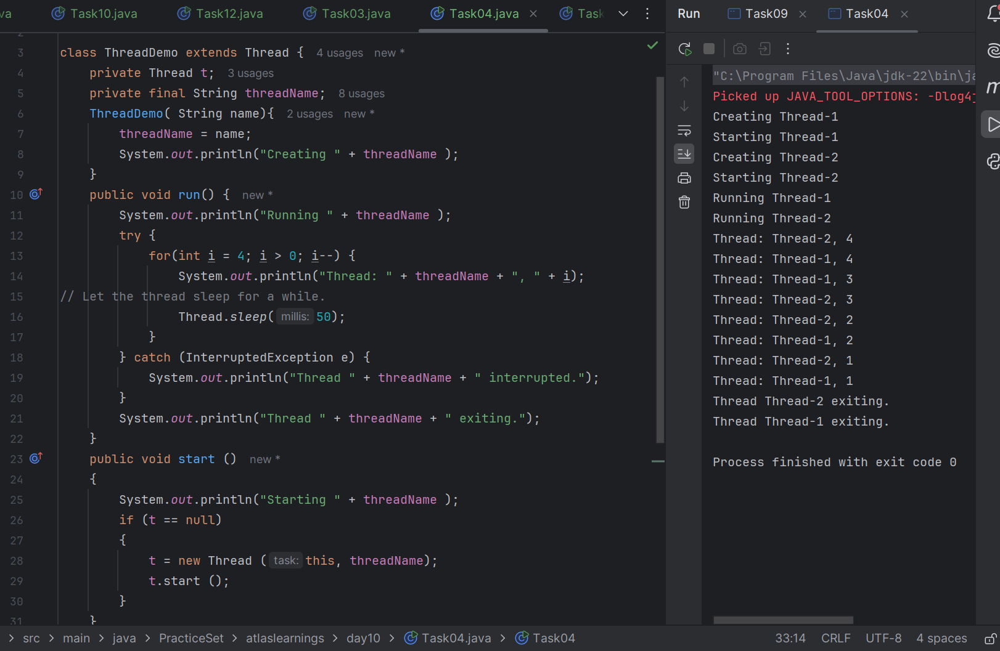 va Task10.java Task12.java Task03.java Task04.java Task
2
3 class ThreadDemo extends Thread { 4 usages new *
4 private Thread t; 3 usages
5 private final String threadName; 8 usages
6 ThreadDemo( String name){ 2 usages new *
7 threadName = name;
8 System.out.println("Creating " + threadName );
9 }
10 public void run() { new *
11 System.out.println("Running " + threadName );
12 try {
13 for(int i = 4; i > 0; i--) {
14 System.out.println("Thread: " + threadName + ", " + i);
15 // Let the thread sleep for a while.
16 Thread.sleep( millis: 50);
17 }
18 } catch (InterruptedException e) {
19 System.out.println("Thread " + threadName + " interrupted.");
20 }
21 System.out.println("Thread " + threadName + " exiting.");
22 }
23 public void start () new *
24 {
25 System.out.println("Starting " + threadName );
26 if (t == null)
27 {
28 t = new Thread ( task: this, threadName);
29 t.start ();
30 }
31 }
Run Task09 Task04
"C:\Program Files\Java\jdk-22\bin\ja
Picked up JAVA_TOOL_OPTIONS: -Dlog4j
Creating Thread-1
Starting Thread-1
Creating Thread-2
Starting Thread-2
Running Thread-1
Running Thread-2
Thread: Thread-2, 4
Thread: Thread-1, 4
Thread: Thread-1, 3
Thread: Thread-2, 3
Thread: Thread-2, 2
Thread: Thread-1, 2
Thread: Thread-2, 1
Thread: Thread-1, 1
Thread Thread-2 exiting.
Thread Thread-1 exiting.
Process finished with exit code 0
m
> src > main > java > PracticeSet > atlaslearnings > day10 > Task04.java > Task04 33:14 CRLF UTF-8 4 spaces